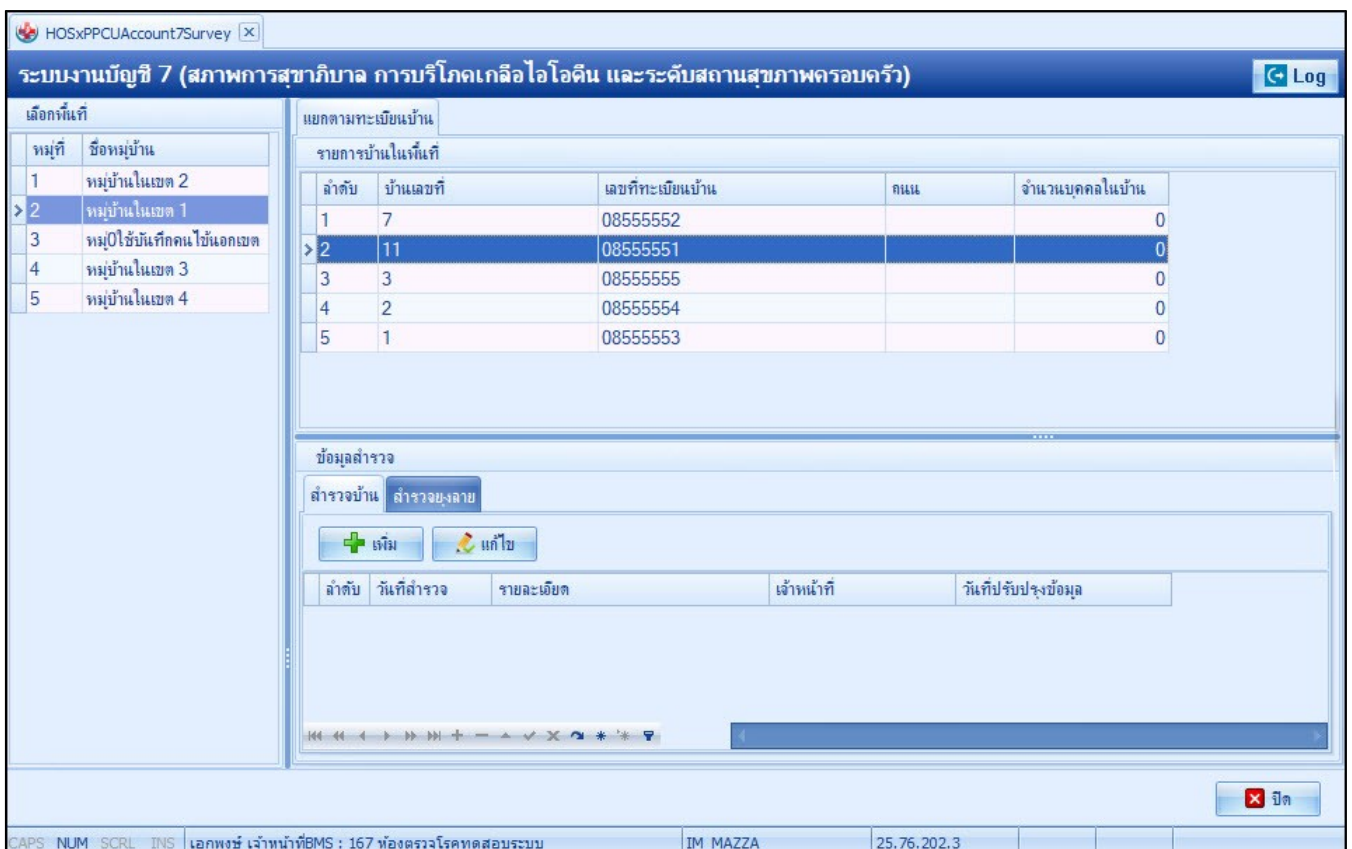 HOSxPPCUAccount7Survey
ระบบงานบัญชี 7 (สภาพการสุขาภิบาล การบริโภคเกลือไอโอดีน และระดับสถานสุขภาพครอบครัว)
Log
เลือกพื้นที่
หมู่ที่ ชื่อหมู่บ้าน
1 หมู่บ้านในเขต 2
2 หมู่บ้านในเขต 1
3 หมู่0ใช้บันทึกคนไข้นอกเขต
4 หมู่บ้านในเขต 3
5 หมู่บ้านในเขต 4
แยกตามทะเบียนบ้าน
รายการบ้านในพื้นที่
ลำดับ บ้านเลขที่ เลขที่ทะเบียนบ้าน ถนน จำนวนบุคคลในบ้าน
1 7 08555552 0
2 11 08555551 0
3 3 08555555 0
4 2 08555554 0
5 1 08555553 0
ข้อมูลสำรวจ
สำรวจบ้าน สำรวจยุงลาย
เพิ่ม แก้ไข
ลำดับ วันที่สำรวจ รายละเอียด เจ้าหน้าที่ วันที่ปรับปรุงข้อมูล
ปิด
CAPS NUM SCRL INS เอกพงษ์ เจ้าหน้าที่BMS : 167 ห้องตรวจโรคทดสอบระบบ IM_MAZZA 25.76.202.3